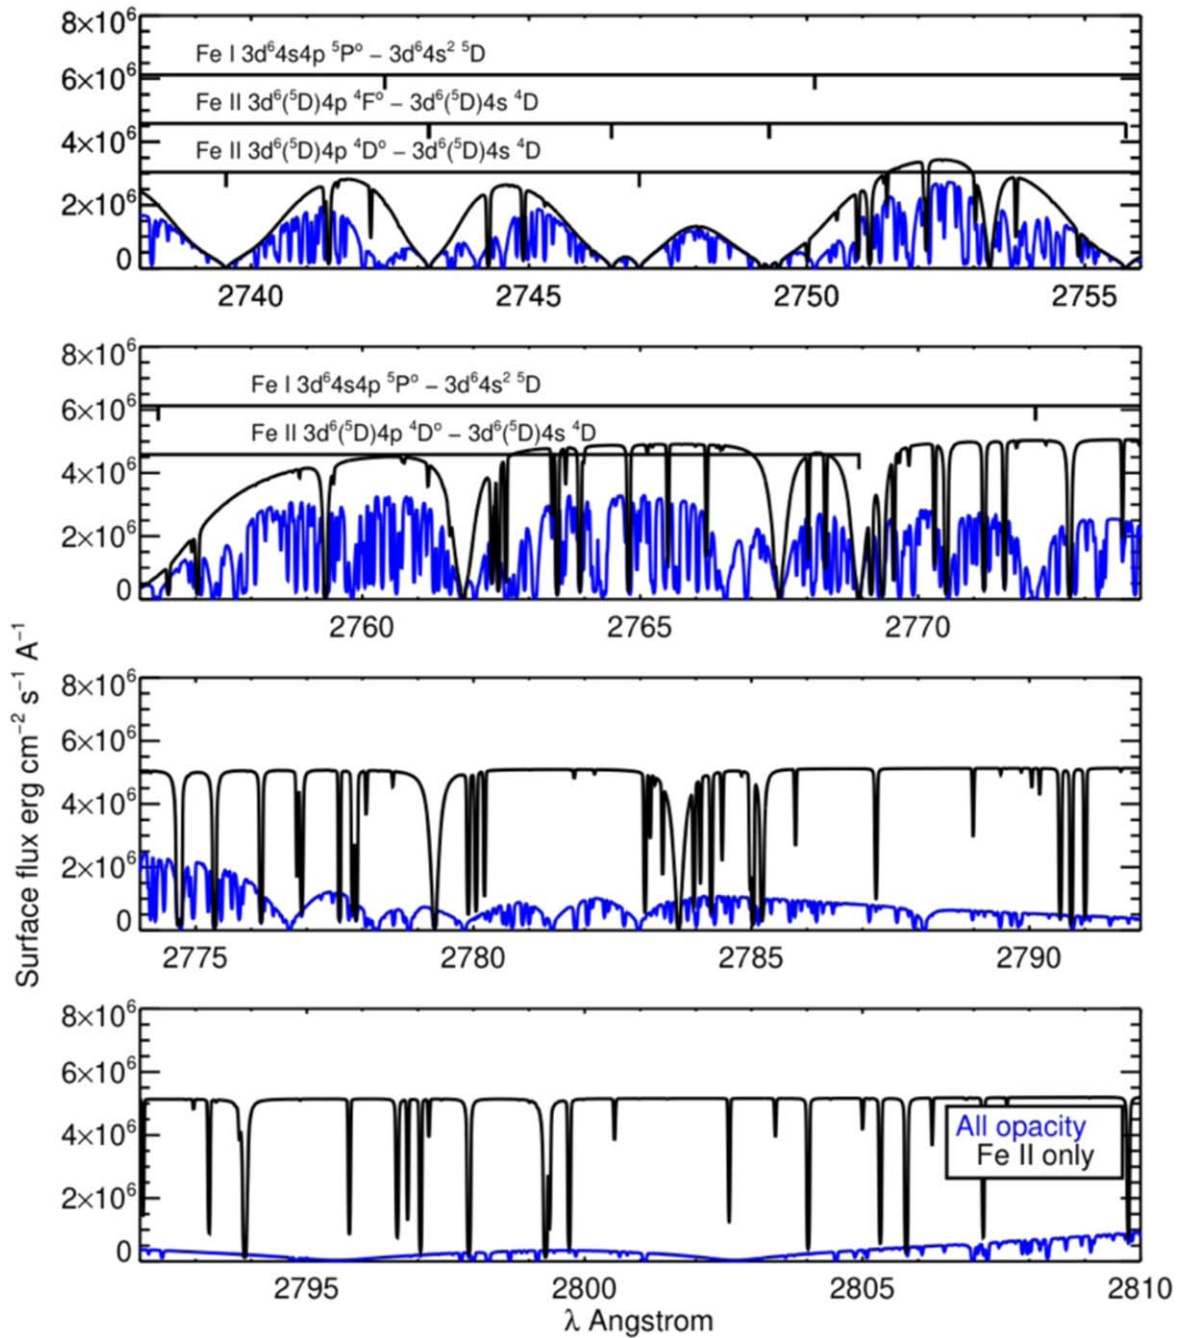 8×10⁶
Fe I 3d⁶4s4p ⁵Pᵒ – 3d⁶4s² ⁵D
6×10⁶
Fe II 3d⁶(⁵D)4p ⁴Fᵒ – 3d⁶(⁵D)4s ⁴D
4×10⁶
Fe II 3d⁶(⁵D)4p ⁴Dᵒ – 3d⁶(⁵D)4s ⁴D
2×10⁶
0
2740 2745 2750 2755
8×10⁶
Fe I 3d⁶4s4p ⁵Pᵒ – 3d⁶4s² ⁵D
6×10⁶
Fe II 3d⁶(⁵D)4p ⁴Dᵒ – 3d⁶(⁵D)4s ⁴D
4×10⁶
2×10⁶
0
2760 2765 2770
Surface flux erg cm⁻² s⁻¹ A⁻¹
8×10⁶
6×10⁶
4×10⁶
2×10⁶
0
2775 2780 2785 2790
8×10⁶
6×10⁶
4×10⁶
2×10⁶
0
All opacity
Fe II only
2795 2800 2805 2810
λ Angstrom